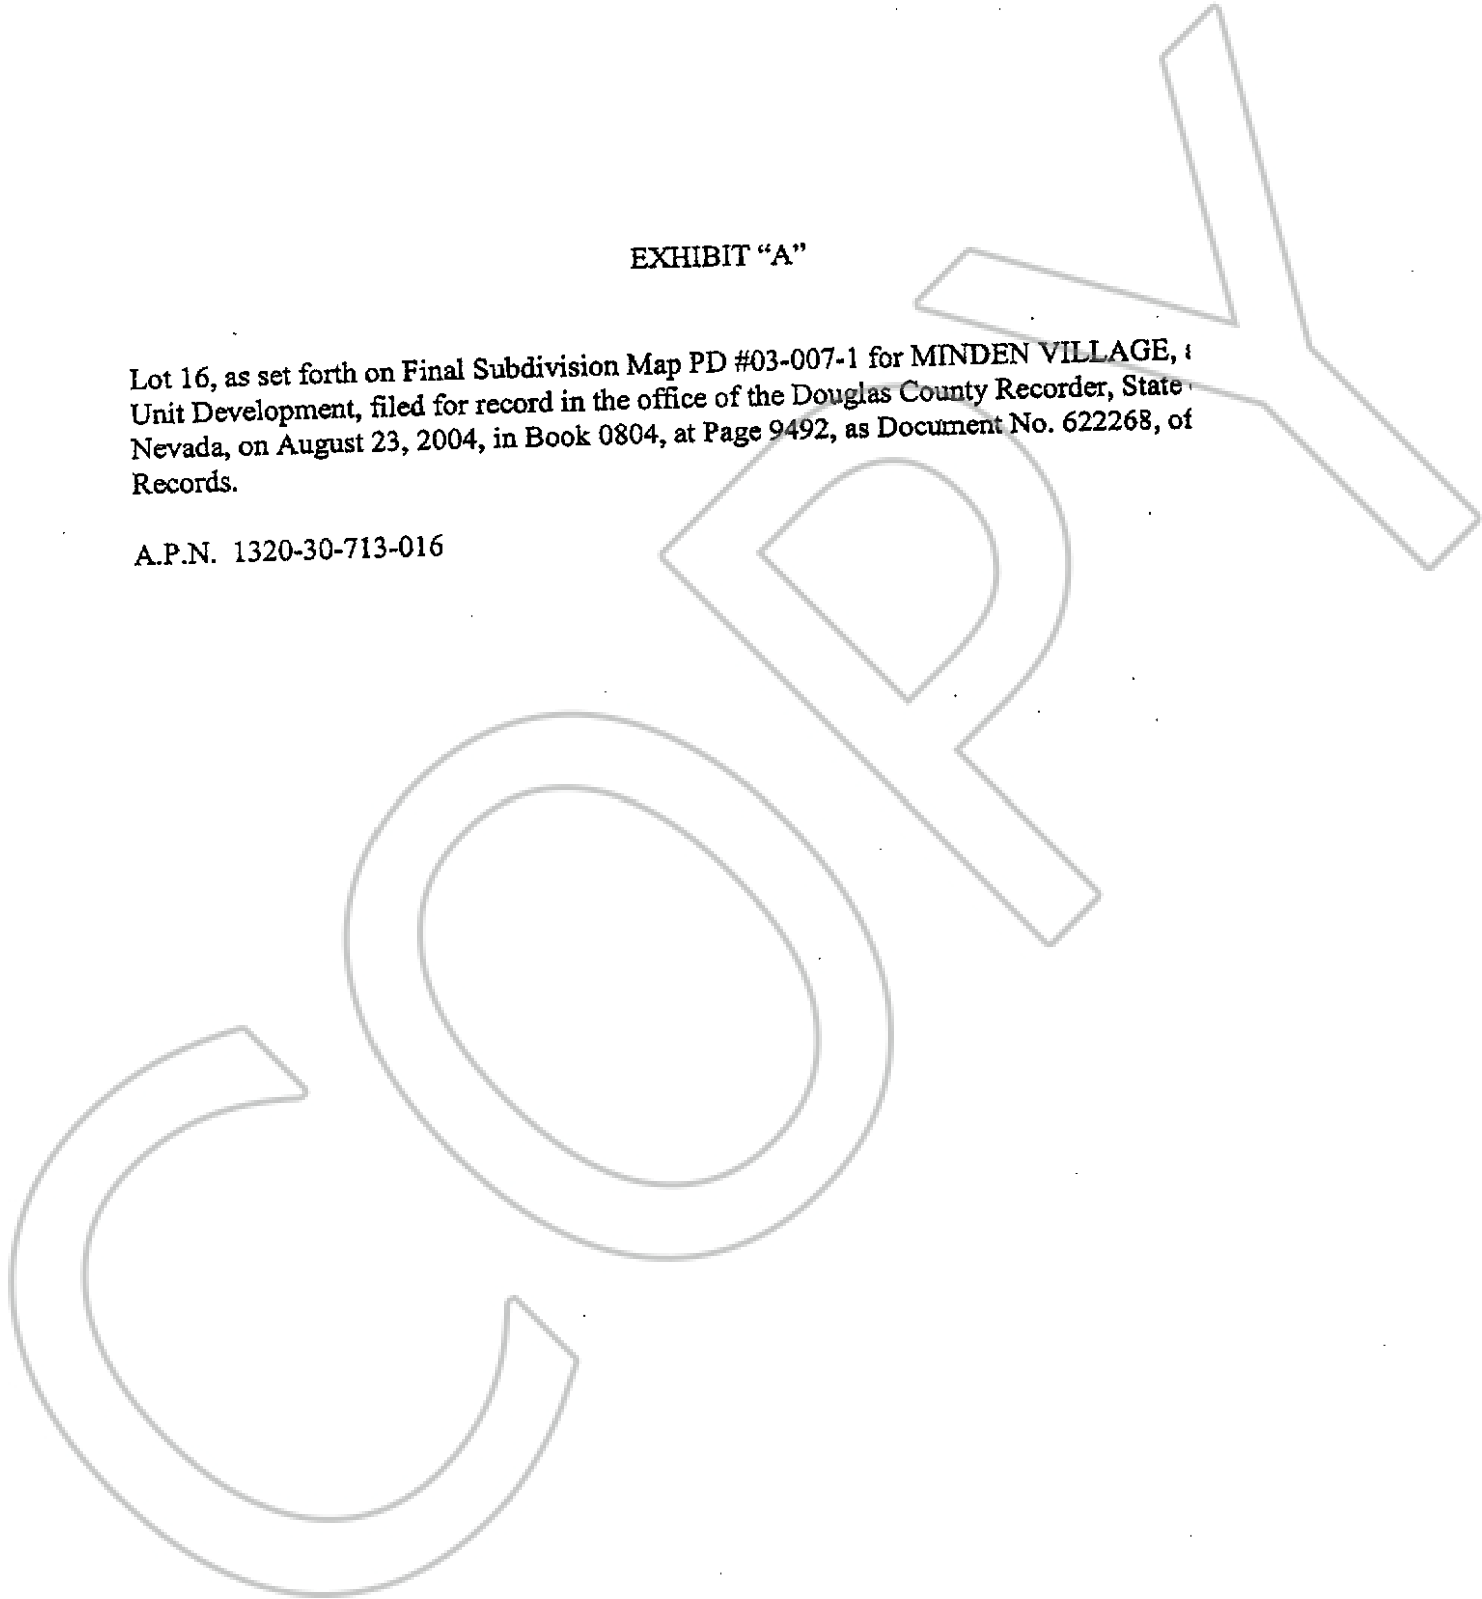 EXHIBIT “A”
Lot 16, as set forth on Final Subdivision Map PD #03-007-1 for MINDEN VILLAGE,
Unit Development, filed for record in the office of the Douglas County Recorder, State
Nevada, on August 23, 2004, in Book 0804, at Page 9492, as Document No. 622268, of
Records.
A.P.N. 1320-30-713-016
COPY